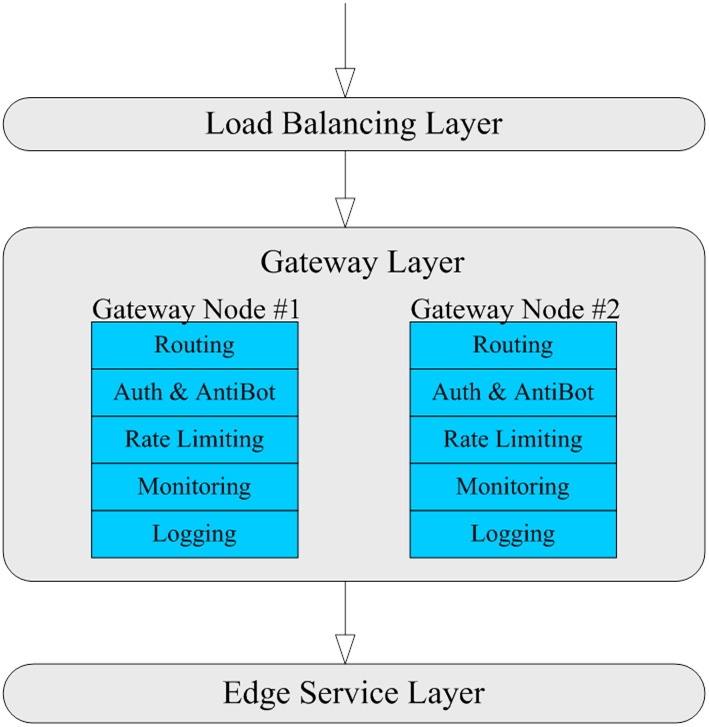 Load Balancing Layer
Gateway Layer
Gateway Node #1
Routing
Auth & AntiBot
Rate Limiting
Monitoring
Logging
Gateway Node #2
Routing
Auth & AntiBot
Rate Limiting
Monitoring
Logging
Edge Service Layer